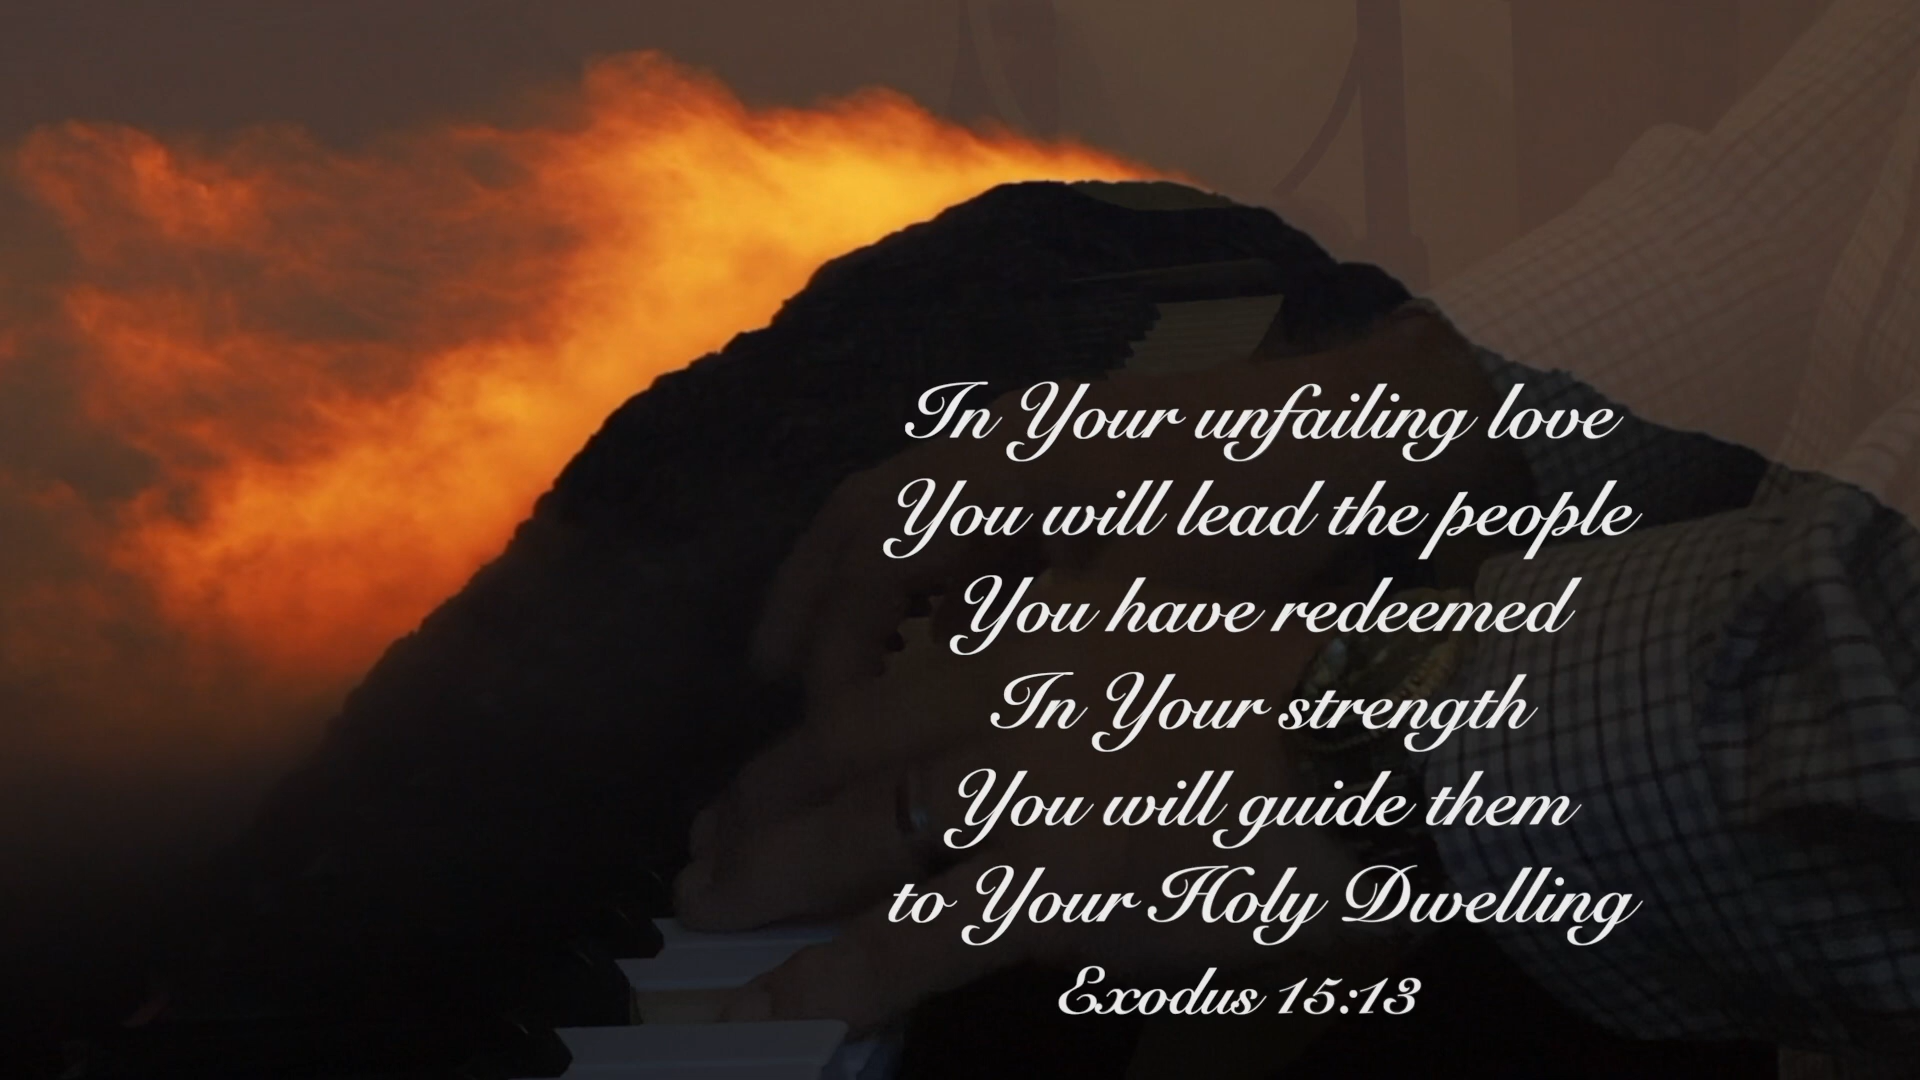 In Your unfailing love
You will lead the people
You have redeemed
In Your strength
You will guide them
to Your Holy Dwelling
Exodus 15:13